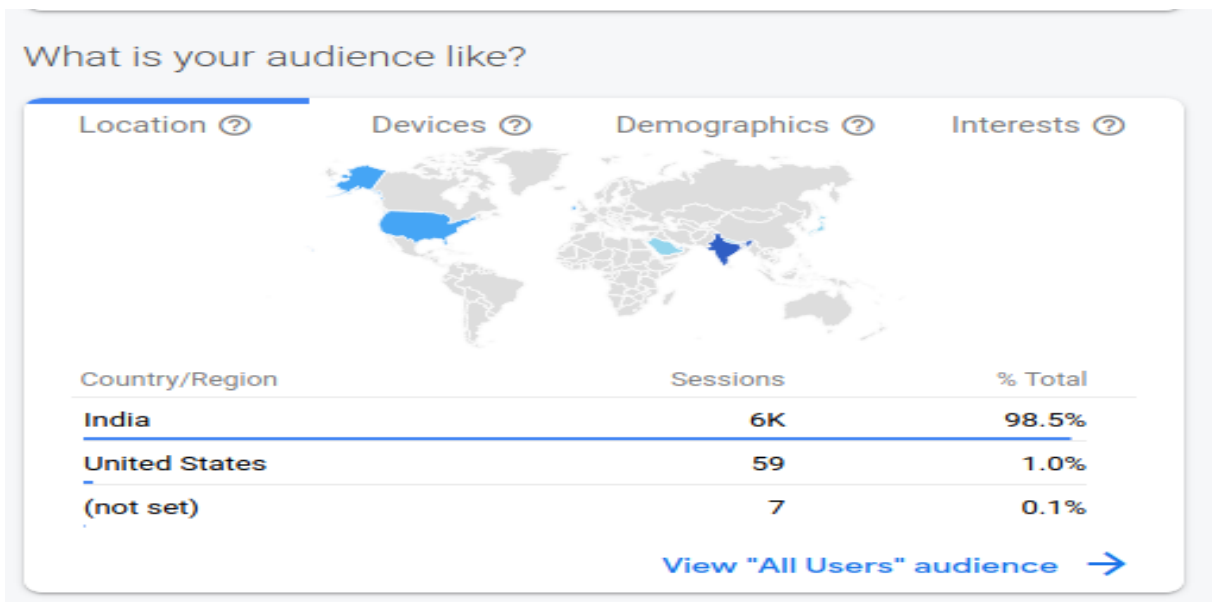 What is your audience like?
Location ?
Devices ?
Demographics ?
Interests ?
Country/Region Sessions % Total
India 6K 98.5%
United States 59 1.0%
(not set) 7 0.1%
View "All Users" audience →